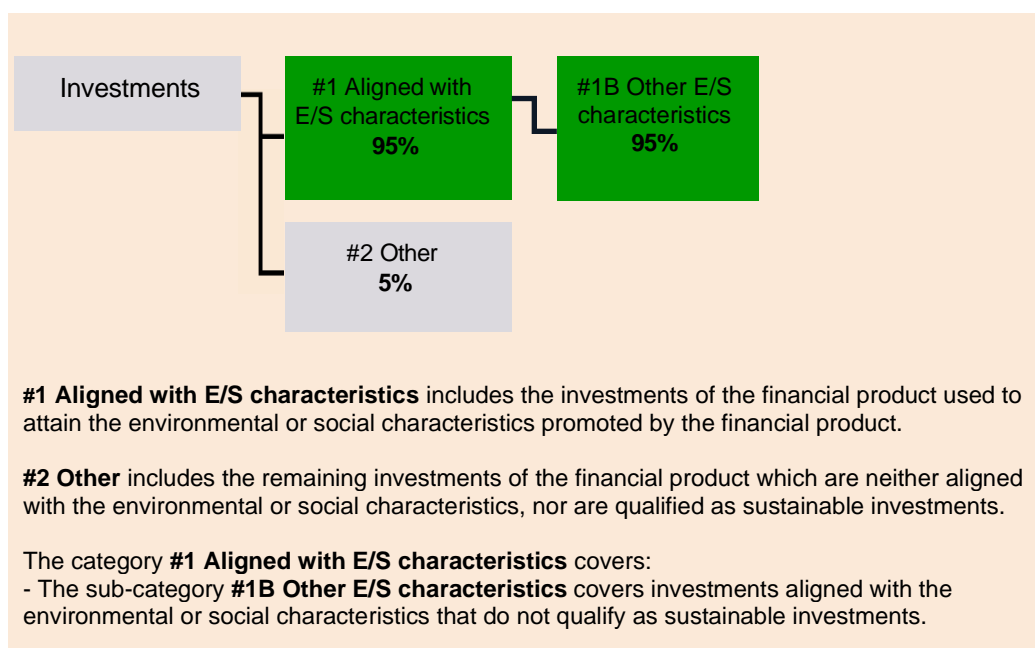 Investments
#1 Aligned with
E/S characteristics
95%
#1B Other E/S
characteristics
95%
#2 Other
5%
#1 Aligned with E/S characteristics includes the investments of the financial product used to
attain the environmental or social characteristics promoted by the financial product.
#2 Other includes the remaining investments of the financial product which are neither aligned
with the environmental or social characteristics, nor are qualified as sustainable investments.
The category #1 Aligned with E/S characteristics covers:
- The sub-category #1B Other E/S characteristics covers investments aligned with the
environmental or social characteristics that do not qualify as sustainable investments.